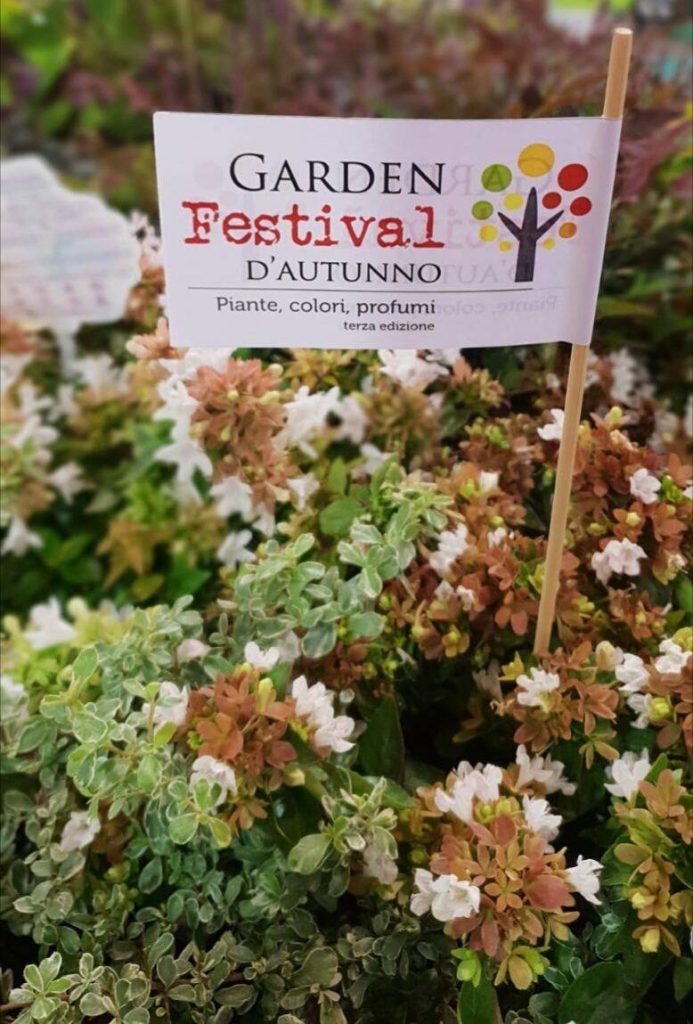 GARDEN
Festival
D'AUTUNNO
Piante, colori, profumi
terza edizione